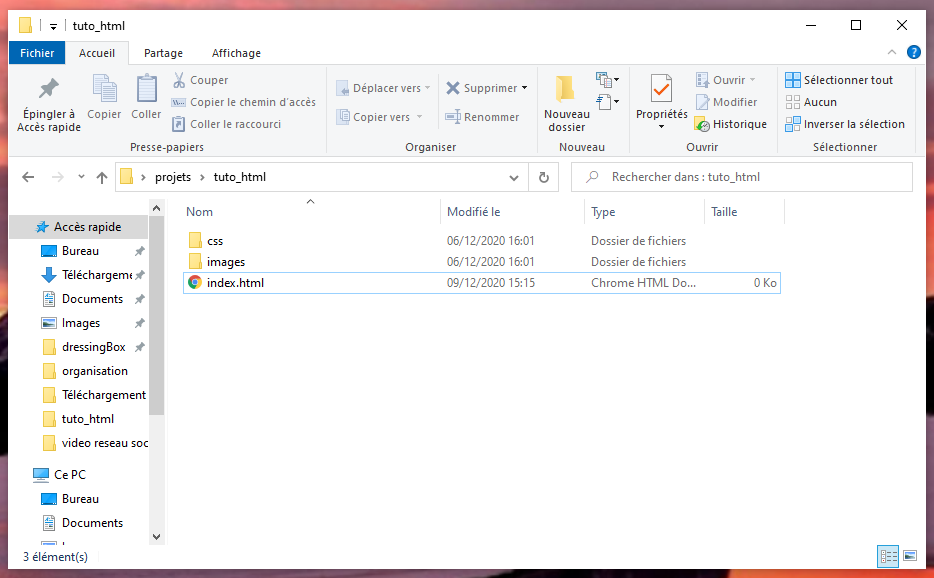 tuto_html
Fichier Accueil Partage Affichage
Épingler à Accès rapide
Copier
Coller
Couper
Copier le chemin d'accès
Coller le raccourci
Presse-papiers
Déplacer vers
Copier vers
Supprimer
Renommer
Organiser
Nouveau dossier
Nouveau
Propriétés
Ouvrir
Modifier
Historique
Ouvrir
Sélectionner tout
Aucun
Inverser la sélection
Sélectionner
projets > tuto_html
Rechercher dans : tuto_html
Nom Modifié le Type Taille
css 06/12/2020 16:01 Dossier de fichiers
images 06/12/2020 16:01 Dossier de fichiers
index.html 09/12/2020 15:15 Chrome HTML Do... 0 Ko
Accès rapide
Bureau
Téléchargeme
Documents
Images
dressingBox
organisation
Téléchargement
tuto_html
video reseau soc
Ce PC
Bureau
Documents
3 élément(s)